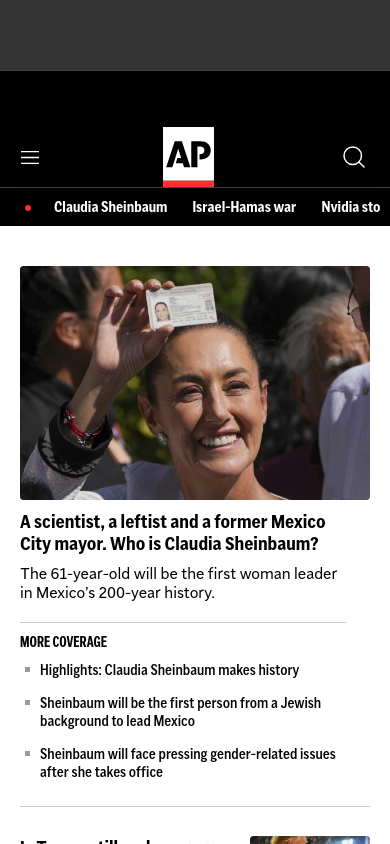 AP
Claudia Sheinbaum Israel-Hamas war Nvidia sto
A scientist, a leftist and a former Mexico
City mayor. Who is Claudia Sheinbaum?
The 61-year-old will be the first woman leader
in Mexico’s 200-year history.
MORE COVERAGE
Highlights: Claudia Sheinbaum makes history
Sheinbaum will be the first person from a Jewish
background to lead Mexico
Sheinbaum will face pressing gender-related issues
after she takes office